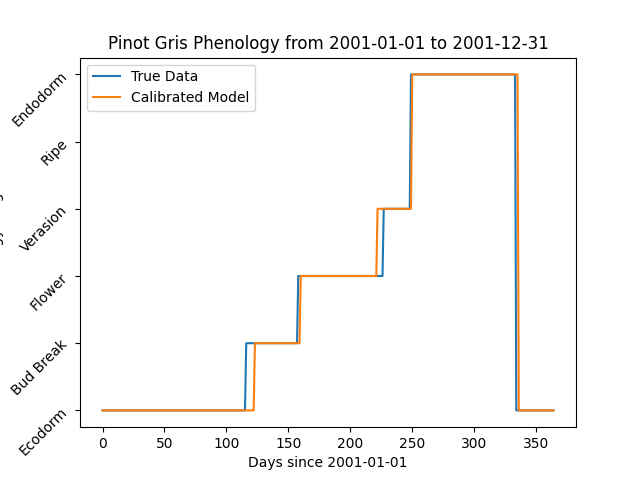 Pinot Gris Phenology from 2001-01-01 to 2001-12-31
True Data
Calibrated Model
Endodorm
Ripe
Verasion
Flower
Bud Break
Ecodorm
0 50 100 150 200 250 300 350
Days since 2001-01-01